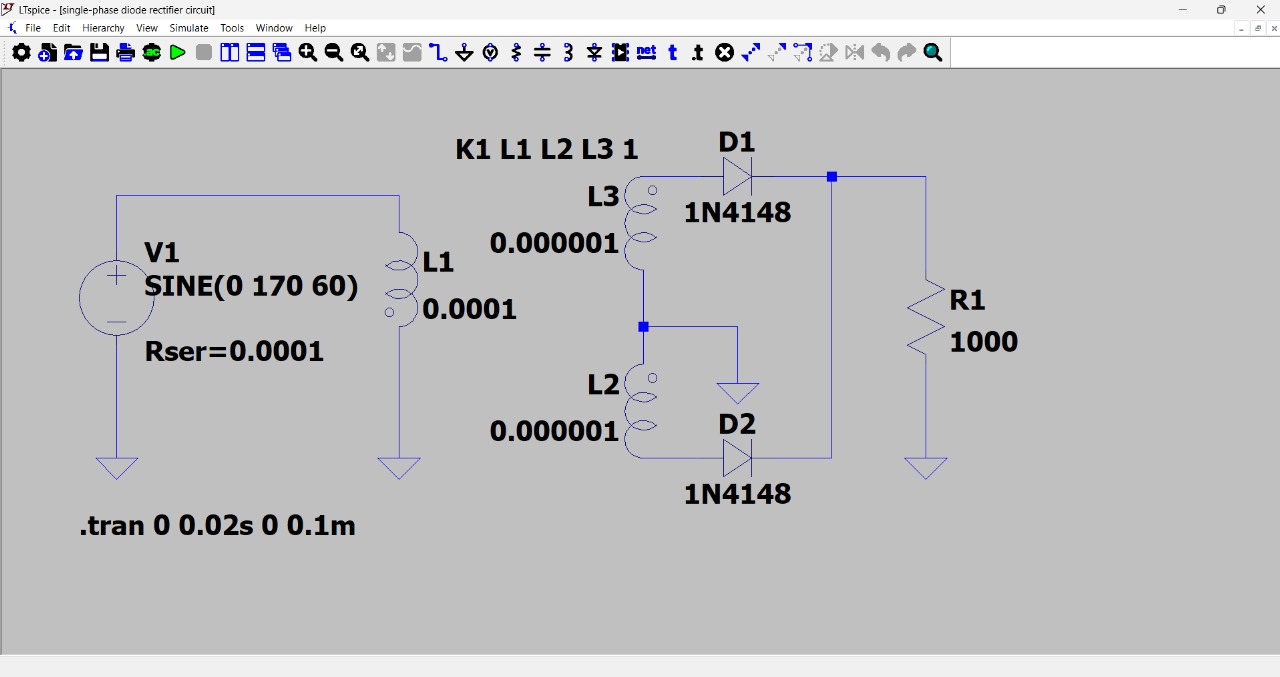 LTspice - [single-phase diode rectifier circuit]
File Edit Hierarchy View Simulate Tools Window Help
ac net t .t
K1 L1 L2 L3 1
D1
L3
1N4148
0.000001
V1
SINE(0 170 60)
L1
0.0001
Rser=0.0001
R1
1000
L2
0.000001
D2
1N4148
.tran 0 0.02s 0 0.1m